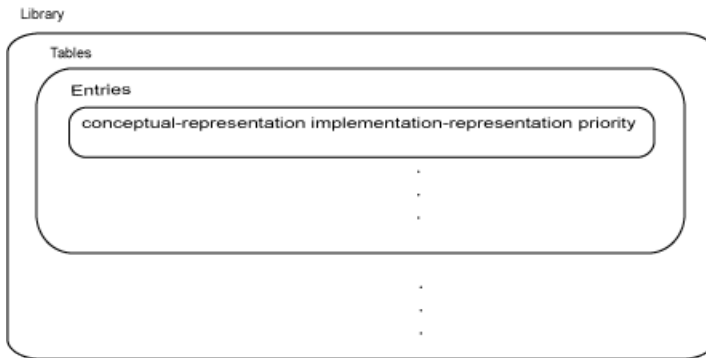 Library
Tables
Entries
conceptual-representation implementation-representation priority